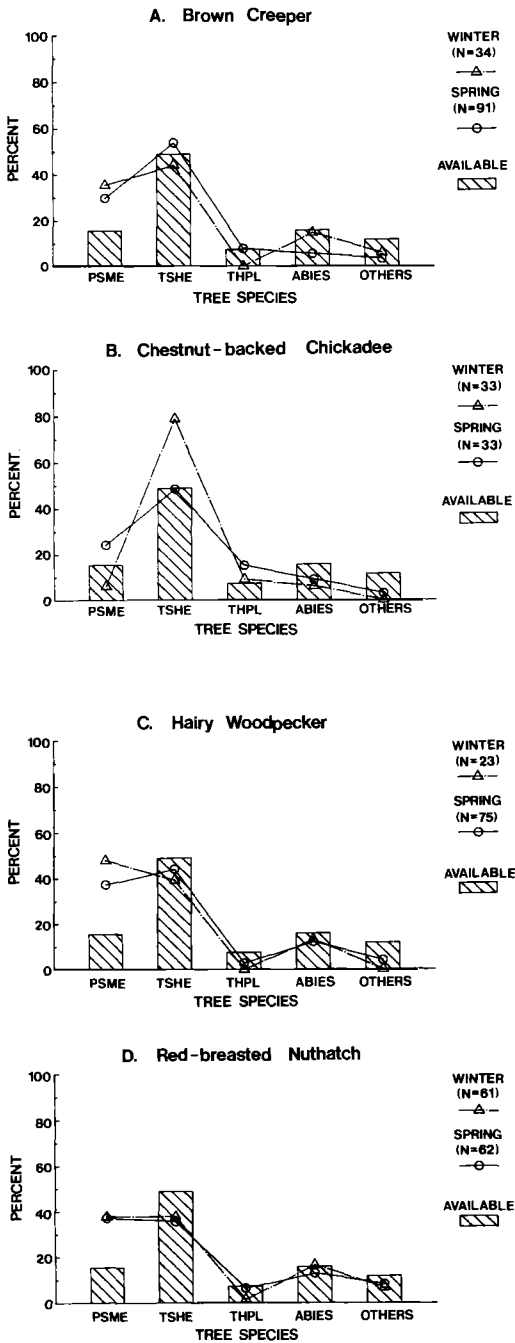 A. Brown Creeper
100
80
60
40
20
0
PERCENT
PSME TSHE THPL ABIES OTHERS
TREE SPECIES
WINTER
(N=34)
SPRING
(N=91)
AVAILABLE
B. Chestnut-backed Chickadee
100
80
60
40
20
0
PERCENT
PSME TSHE THPL ABIES OTHERS
TREE SPECIES
WINTER
(N=33)
SPRING
(N=33)
AVAILABLE
C. Hairy Woodpecker
100
80
60
40
20
0
PERCENT
PSME TSHE THPL ABIES OTHERS
TREE SPECIES
WINTER
(N=23)
SPRING
(N=75)
AVAILABLE
D. Red-breasted Nuthatch
100
80
60
40
20
0
PERCENT
PSME TSHE THPL ABIES OTHERS
TREE SPECIES
WINTER
(N=61)
SPRING
(N=62)
AVAILABLE